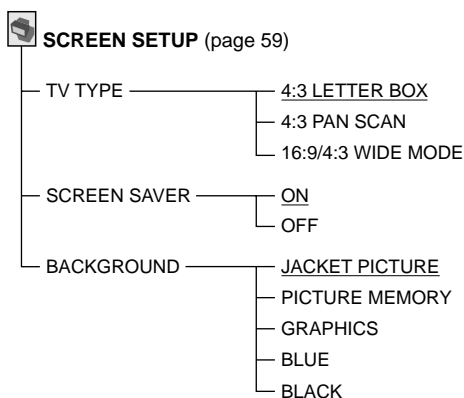 SCREEN SETUP (page 59)
TV TYPE 4:3 LETTER BOX
4:3 PAN SCAN
16:9/4:3 WIDE MODE
SCREEN SAVER ON
OFF
BACKGROUND JACKET PICTURE
PICTURE MEMORY
GRAPHICS
BLUE
BLACK